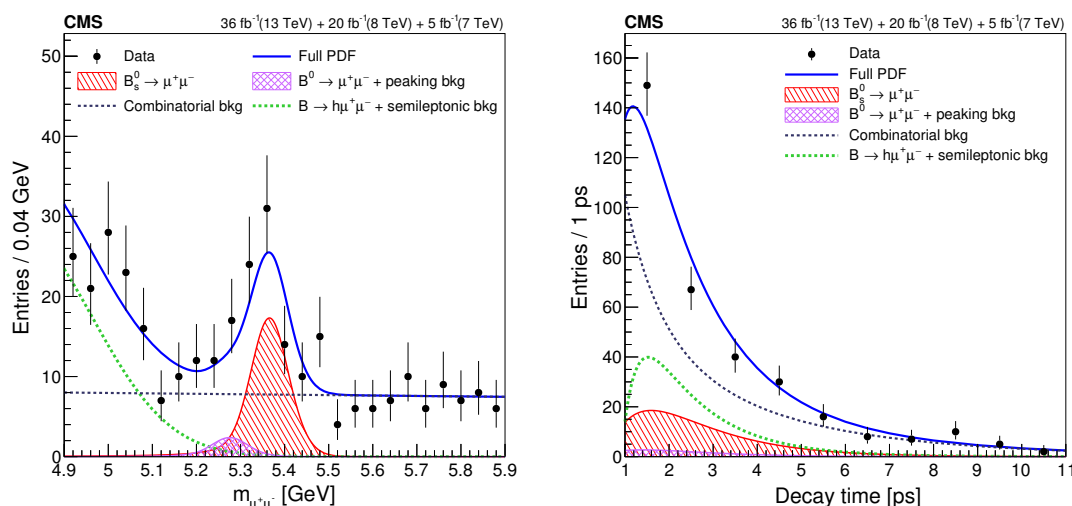 CMS 36 fb⁻¹(13 TeV) + 20 fb⁻¹(8 TeV) + 5 fb⁻¹(7 TeV)
Entries / 0.04 GeV
50
40
30
20
10
0
Data
Full PDF
B⁰ₛ → μ⁺μ⁻
B⁰ → μ⁺μ⁻ + peaking bkg
Combinatorial bkg
B → hμ⁺μ⁻ + semileptonic bkg
4.9 5 5.1 5.2 5.3 5.4 5.5 5.6 5.7 5.8 5.9
m_μ⁺μ⁻ [GeV]
CMS 36 fb⁻¹(13 TeV) + 20 fb⁻¹(8 TeV) + 5 fb⁻¹(7 TeV)
Entries / 1 ps
160
140
120
100
80
60
40
20
0
Data
Full PDF
B⁰ₛ → μ⁺μ⁻
B⁰ → μ⁺μ⁻ + peaking bkg
Combinatorial bkg
B → hμ⁺μ⁻ + semileptonic bkg
1 2 3 4 5 6 7 8 9 10 11
Decay time [ps]